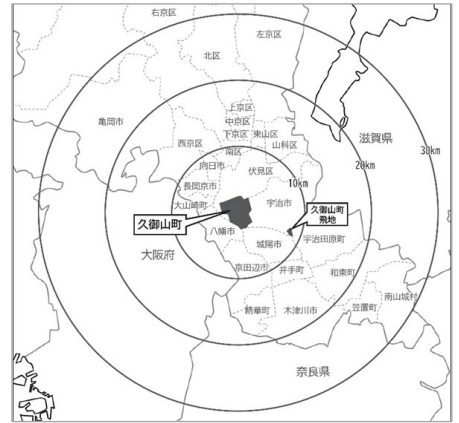 右京区
左京区
北区
亀岡市
上京区
中京区
下京区
東山区
西京区
南区
山科区
滋賀県
30km
20km
向日市
伏見区
10km
長岡京市
大山崎町
宇治市
久御山町
飛地
久御山町
八幡市
城陽市
宇治田原町
大阪府
京田辺市
井手町
和東町
南山城村
精華町
木津川市
笠置町
奈良県